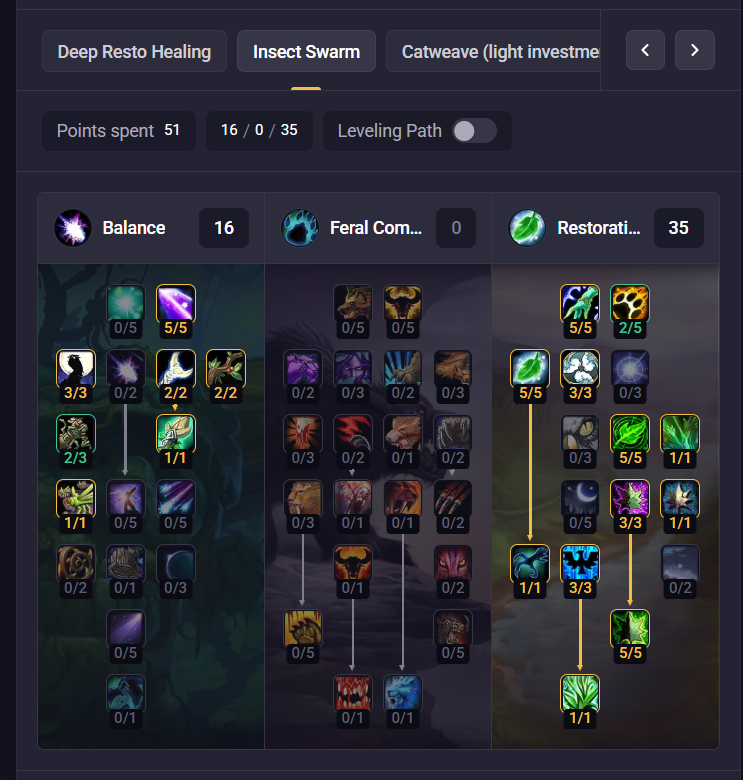 Deep Resto Healing Insect Swarm Catweave (light investme
Points spent 51 16 / 0 / 35 Leveling Path
Balance 16 Feral Com... 0 Restorati... 35
0/5 5/5 0/5 0/5 5/5 2/5
3/3 0/2 2/2 2/2 0/2 0/3 0/2 0/3 5/5 3/3 0/3
2/3 1/1 0/3 0/2 0/1 0/2 0/3 5/5 1/1
1/1 0/5 0/5 0/3 0/1 0/1 0/2 0/5 3/3 1/1
0/2 0/1 0/3 0/1 0/2 1/1 3/3 0/2
0/5 0/5 0/5 5/5
0/1 0/1 0/1 1/1